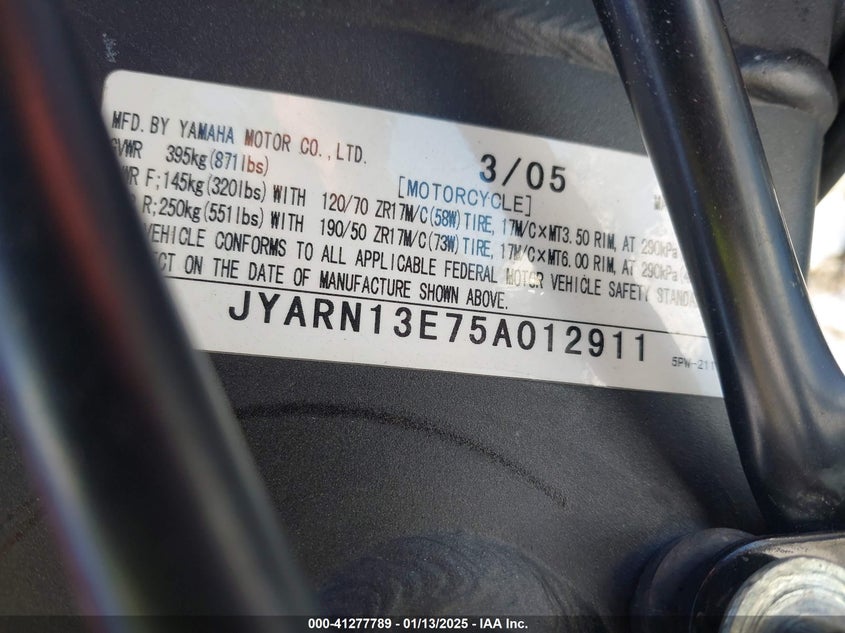 MFD. BY YAMAHA MOTOR CO.,LTD. 3/05
GVWR 395kg(871lbs) [MOTORCYCLE]
F;145kg(320lbs) WITH 120/70 ZR17M/C(58W) TIRE, 17M/C×MT3.50 RIM, AT 290kPa
R;250kg(551lbs) WITH 190/50 ZR17M/C(73W) TIRE, 17M/C×MT6.00 RIM, AT 290kPa
VEHICLE CONFORMS TO ALL APPLICABLE FEDERAL MOTOR VEHICLE SAFETY
ON THE DATE OF MANUFACTURE SHOWN ABOVE.
JYARN13E75A012911
5PW-211
000-41277789 - 01/13/2025 - IAA Inc.